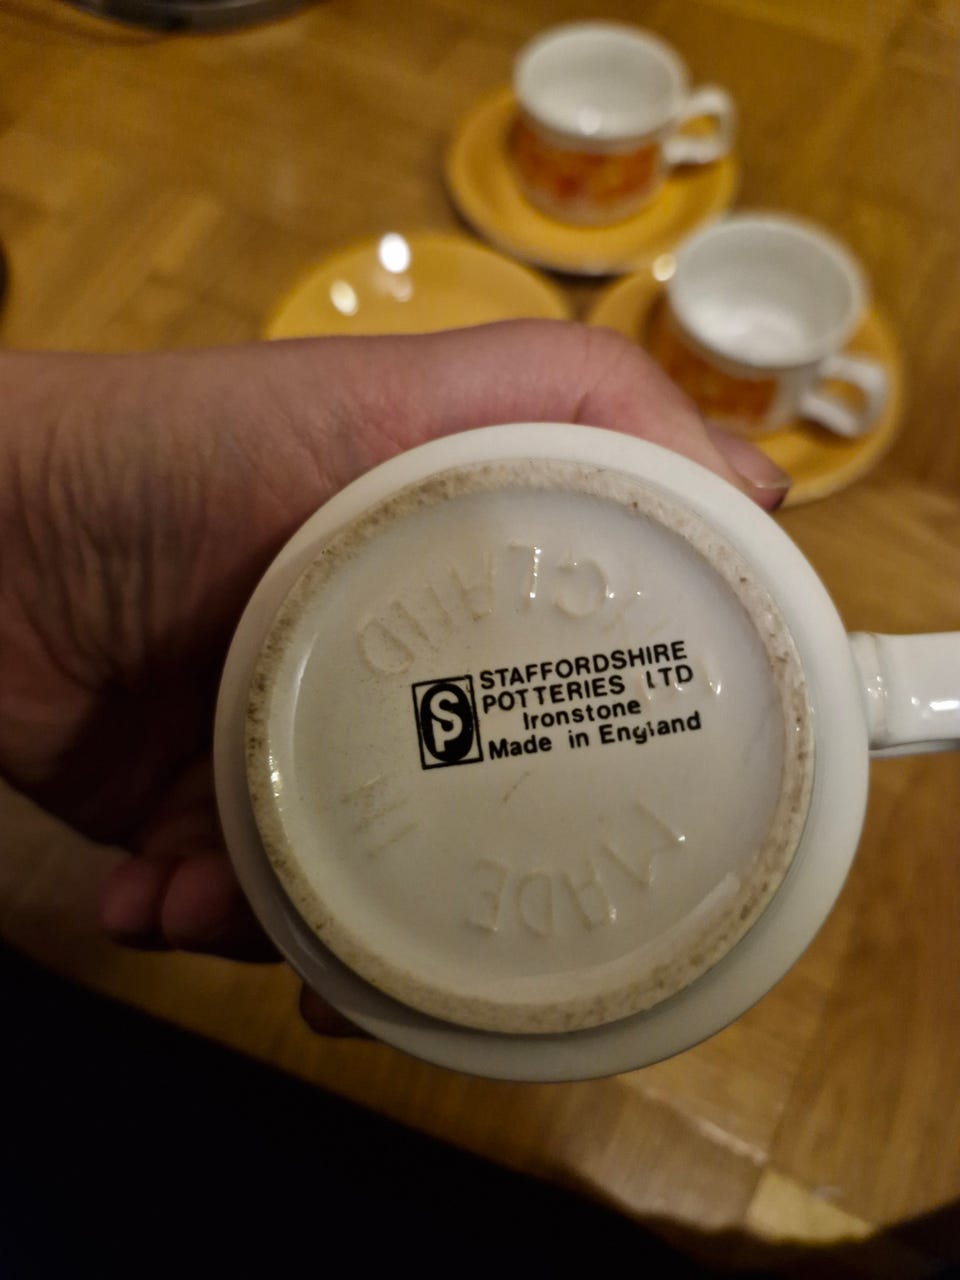 SP
STAFFORDSHIRE
POTTERIES LTD
Ironstone
Made in England
MADE
IN
ENGLAND